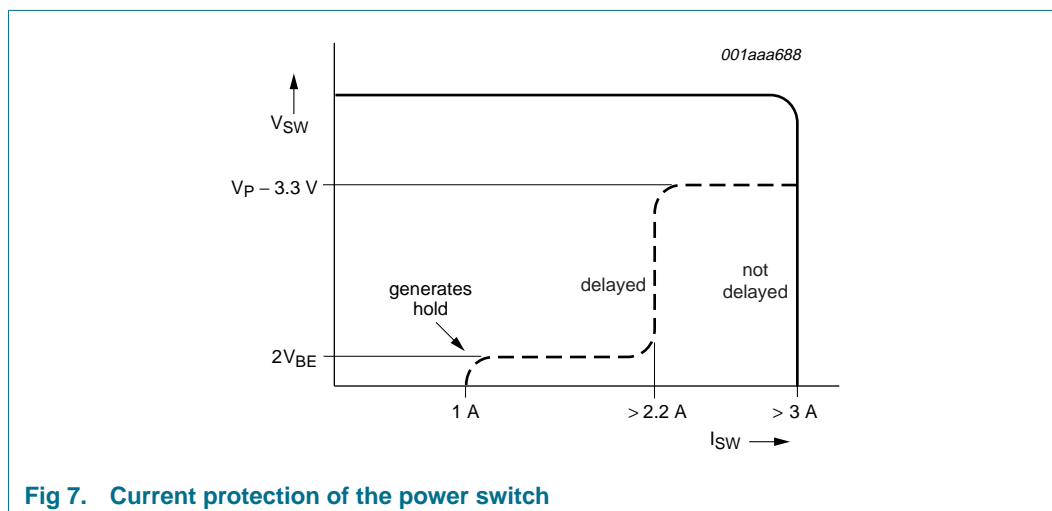 001aaa688
VSW
VP − 3.3 V
generates
hold
delayed
not
delayed
2VBE
1 A
> 2.2 A
> 3 A
ISW
Fig 7. Current protection of the power switch